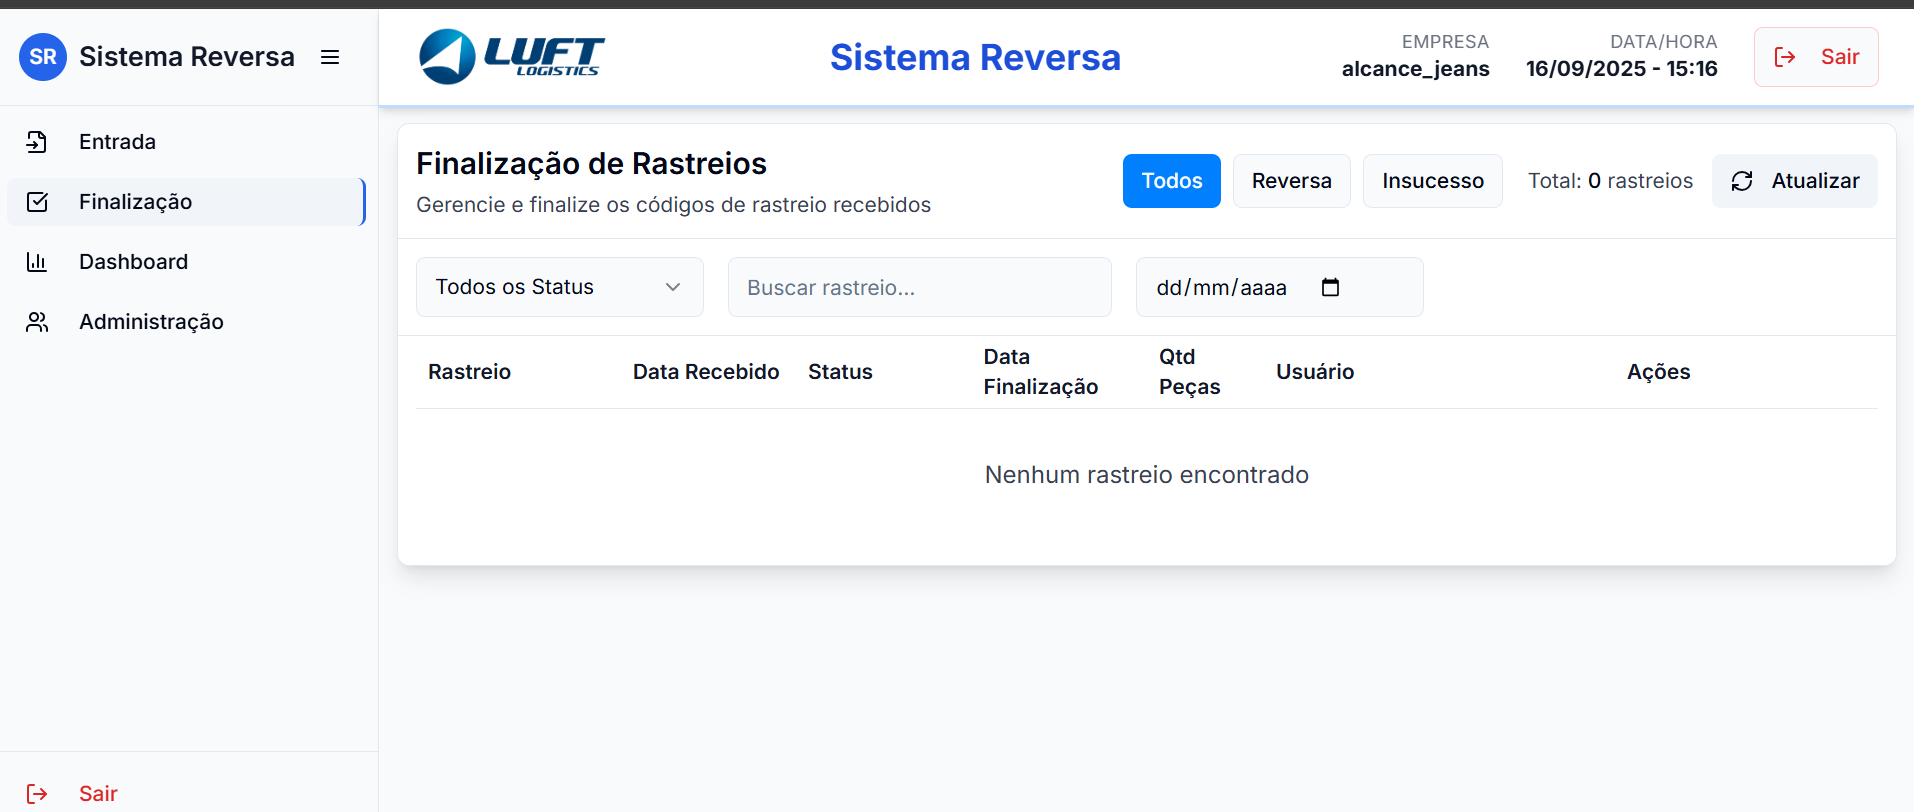 SR Sistema Reversa
Entrada
Finalização
Dashboard
Administração
Sair
LUFT
LOGISTICS
Sistema Reversa
EMPRESA
alcance_jeans
DATA/HORA
16/09/2025 - 15:16
Sair
Finalização de Rastreios
Gerencie e finalize os códigos de rastreio recebidos
Todos
Reversa
Insucesso
Total: 0 rastreios
Atualizar
Todos os Status
Buscar rastreio...
dd/mm/aaaa
Rastreio
Data Recebido
Status
Data
Finalização
Qtd
Peças
Usuário
Ações
Nenhum rastreio encontrado